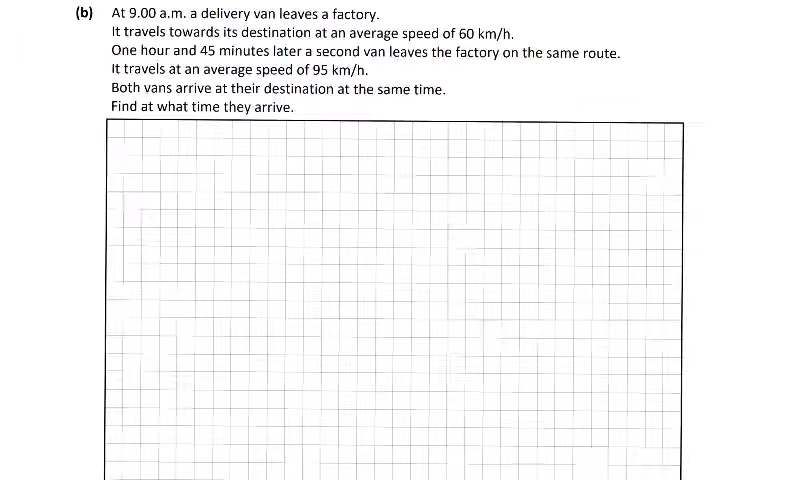 (b) At 9.00 a.m. a delivery van leaves a factory.
It travels towards its destination at an average speed of 60 km/h.
One hour and 45 minutes later a second van leaves the factory on the same route.
It travels at an average speed of 95 km/h.
Both vans arrive at their destination at the same time.
Find at what time they arrive.